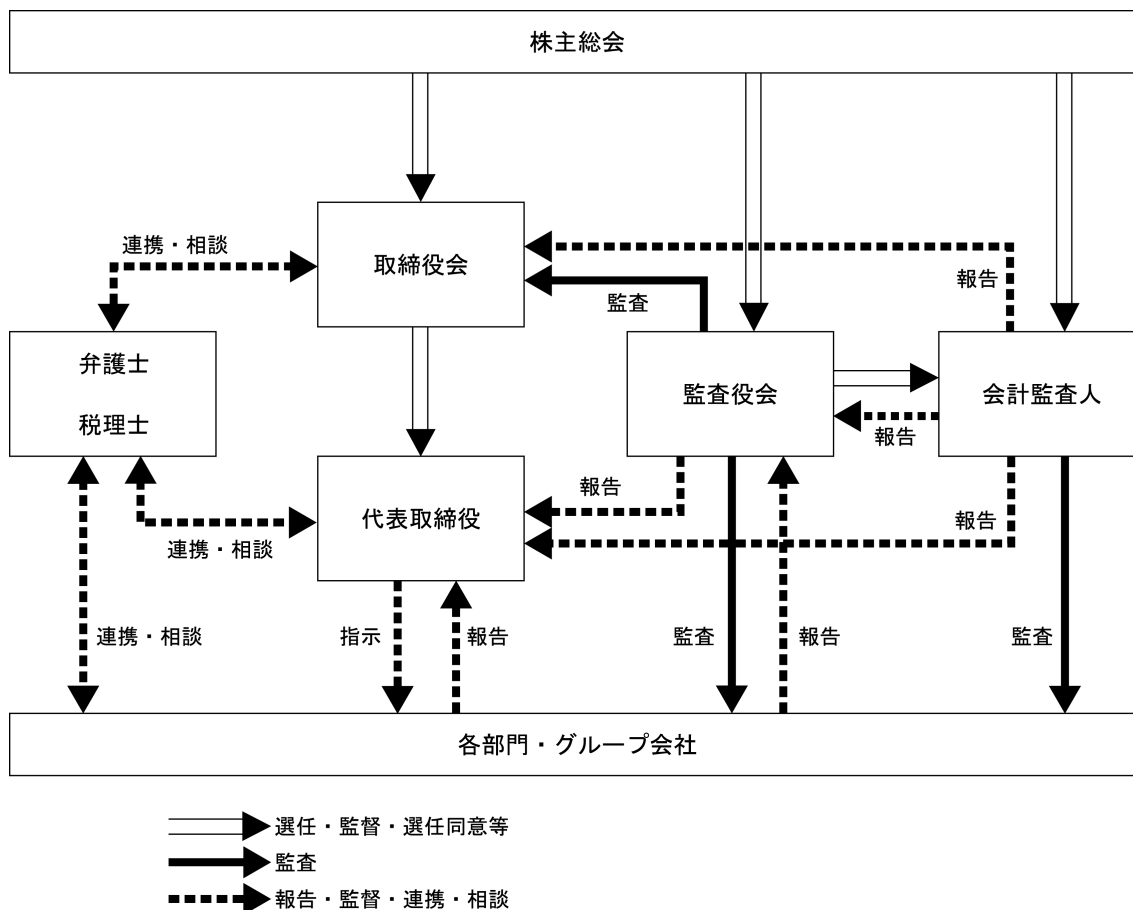 株主総会
連携・相談
取締役会
報告
監査
弁護士
税理士
監査役会
会計監査人
報告
報告
代表取締役
報告
連携・相談
連携・相談
指示
報告
監査
報告
監査
各部門・グループ会社
選任・監督・選任同意等
監査
報告・監督・連携・相談